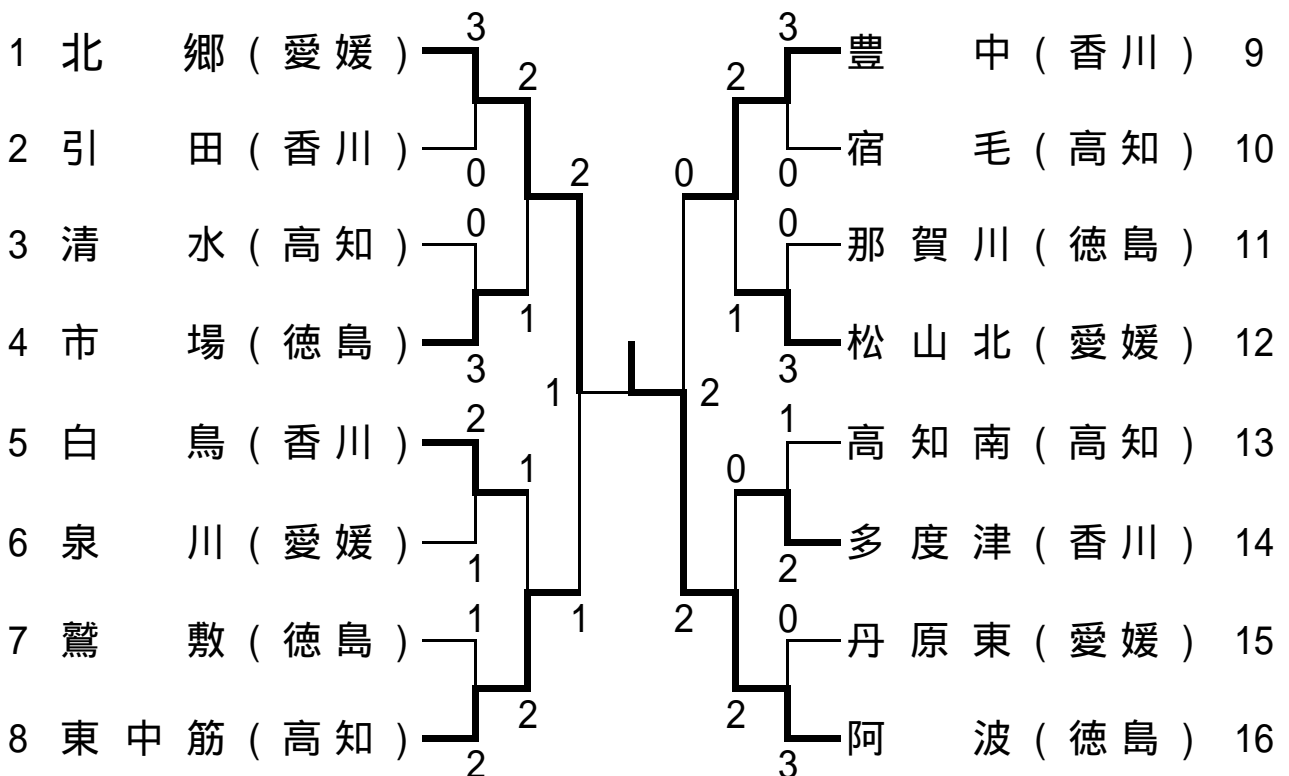 3 3
1 北 郷 ( 愛 媛 ) 豊 中 ( 香 川 ) 9
2 2
2 引 田 ( 香 川 ) 宿 毛 ( 高 知 ) 10
0 2 0 0
0 0
3 清 水 ( 高 知 ) 那 賀 川 ( 徳 島 ) 11
1 1
4 市 場 ( 徳 島 ) 松 山 北 ( 愛 媛 ) 12
3 3
1 2
2 1
5 白 鳥 ( 香 川 ) 高 知 南 ( 高 知 ) 13
1 0
6 泉 川 ( 愛 媛 ) 多 度 津 ( 香 川 ) 14
1 2
1 1 2 0
7 鷲 敷 ( 徳 島 ) 丹 原 東 ( 愛 媛 ) 15
2 2
8 東 中 筋 ( 高 知 ) 阿 波 ( 徳 島 ) 16
2 3